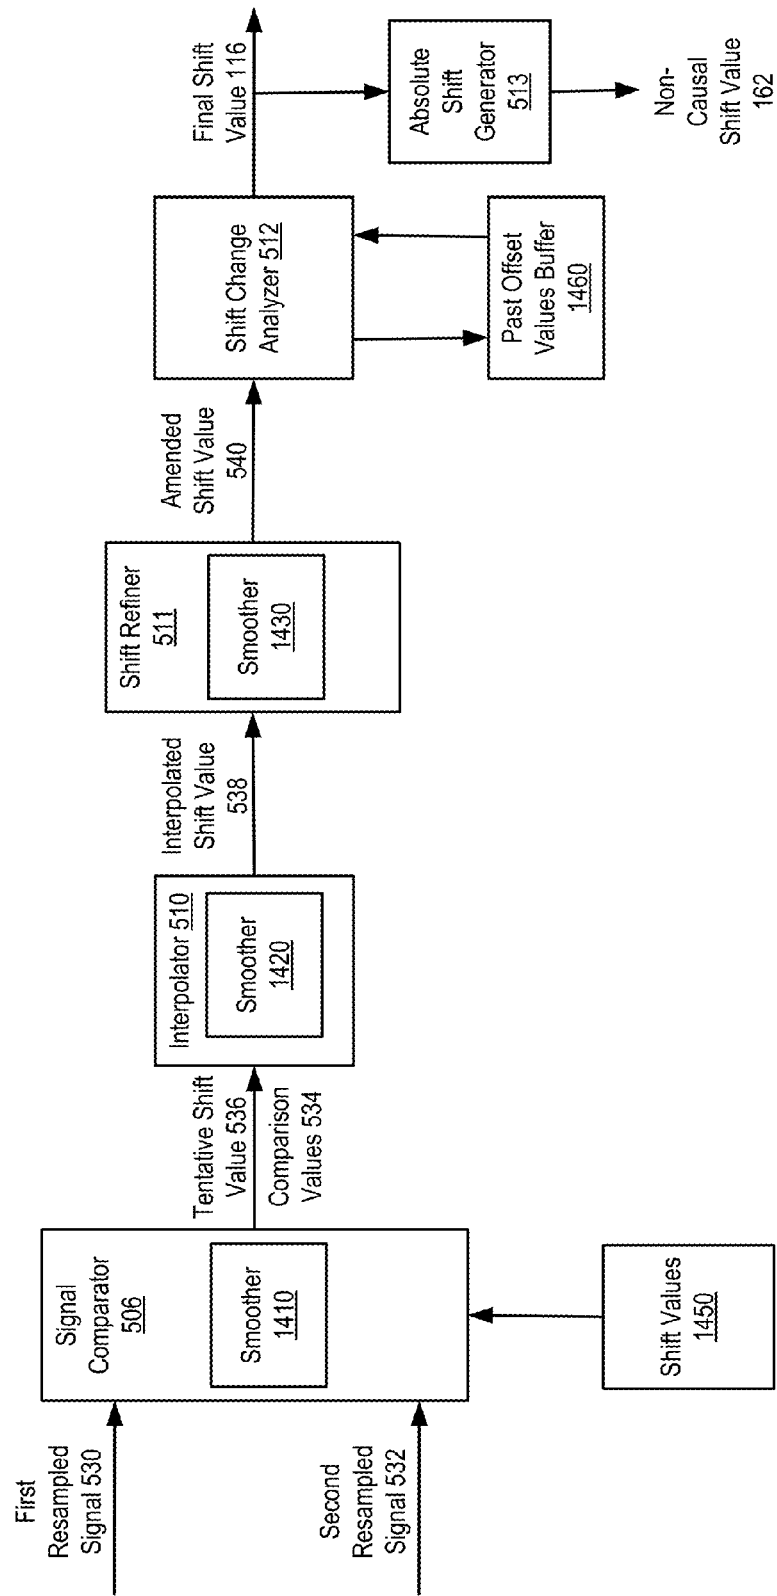 First
Resampled
Signal 530
Second
Resampled
Signal 532
Signal
Comparator
506
Smoother
1410
Shift Values
1450
Tentative Shift
Value 536
Comparison
Values 534
Interpolator 510
Smoother
1420
Interpolated
Shift Value
538
Shift Refiner
511
Smoother
1430
Amended
Shift Value
540
Shift Change
Analyzer 512
Past Offset
Values Buffer
1460
Final Shift
Value 116
Absolute
Shift
Generator
513
Non-
Causal
Shift Value
162